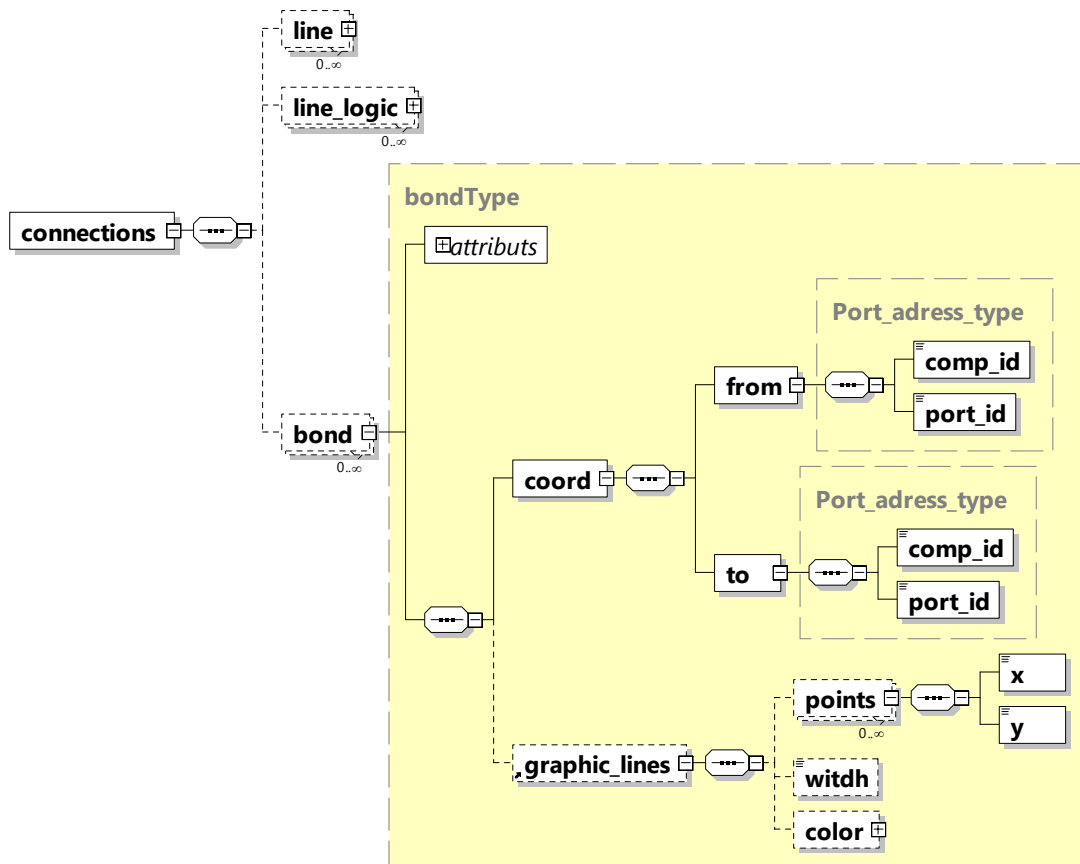 line
0..∞
line_logic
0..∞
connections
bondType
attributs
bond
0..∞
coord
from
Port_adress_type
comp_id
port_id
to
Port_adress_type
comp_id
port_id
graphic_lines
points
0..∞
x
y
witdh
color